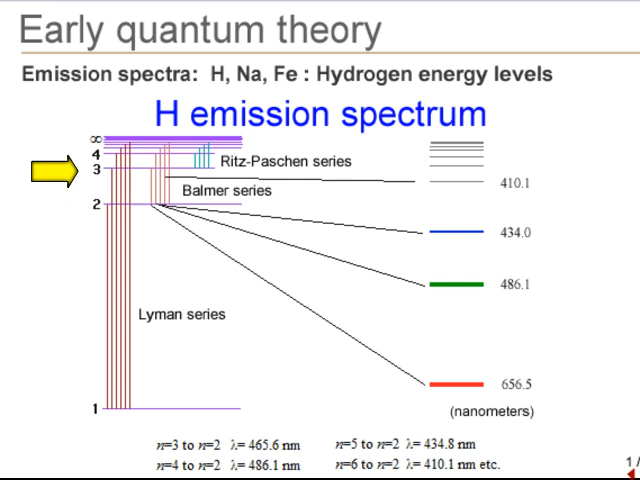 Early quantum theory
Emission spectra: H, Na, Fe : Hydrogen energy levels
H emission spectrum
∞
4
3
2
1
Ritz-Paschen series
Balmer series
Lyman series
410.1
434.0
486.1
656.5
(nanometers)
n=3 to n=2 λ= 465.6 nm
n=4 to n=2 λ= 486.1 nm
n=5 to n=2 λ= 434.8 nm
n=6 to n=2 λ= 410.1 nm etc.
1/